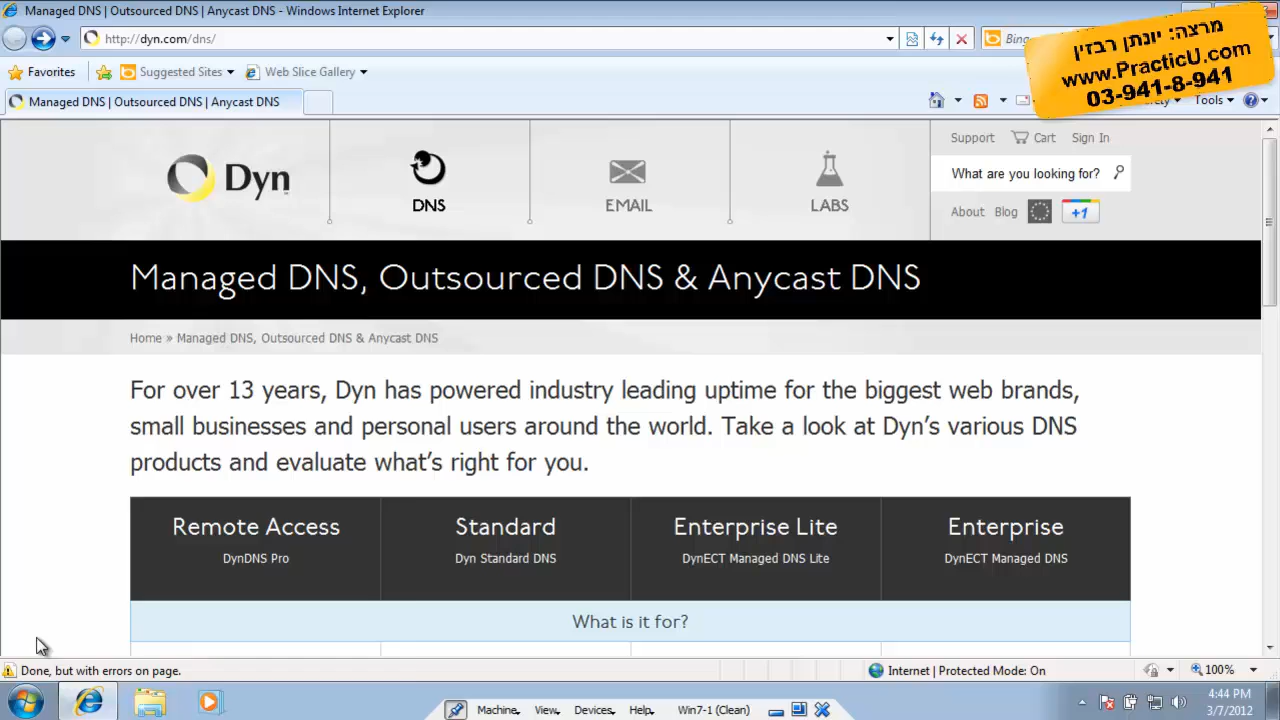 Managed DNS | Outsourced DNS | Anycast DNS - Windows Internet Explorer
http://dyn.com/dns/
Bing
מרצה: יונתן רבזין
www.PracticU.com
03-941-8-941
Favorites
Suggested Sites
Web Slice Gallery
Managed DNS | Outsourced DNS | Anycast DNS
Tools
Dyn
DNS
EMAIL
LABS
Support
Cart
Sign In
What are you looking for?
About
Blog
+1
Managed DNS, Outsourced DNS & Anycast DNS
Home » Managed DNS, Outsourced DNS & Anycast DNS
For over 13 years, Dyn has powered industry leading uptime for the biggest web brands,
small businesses and personal users around the world. Take a look at Dyn's various DNS
products and evaluate what's right for you.
Remote Access
DynDNS Pro
Standard
Dyn Standard DNS
Enterprise Lite
DynECT Managed DNS Lite
Enterprise
DynECT Managed DNS
What is it for?
Done, but with errors on page.
Internet | Protected Mode: On
100%
Machine
View
Devices
Help
Win7-1 (Clean)
4:44 PM
3/7/2012